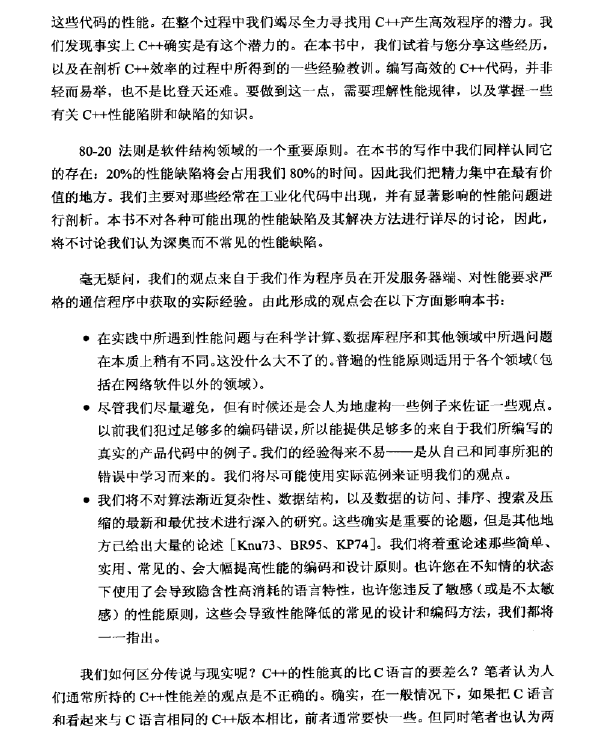 这些代码的性能。在整个过程中我们竭尽全力寻找用 C++产生高效程序的潜力。我
们发现事实上 C++确实是有这个潜力的。在本书中，我们试着与您分享这些经历，
以及在剖析 C++效率的过程中所得到的一些经验教训。编写高效的 C++代码，并非
轻而易举，也不是比登天还难。要做到这一点，需要理解性能规律，以及掌握一些
有关 C++性能陷阱和缺陷的知识。
80-20 法则是软件结构领域的一个重要原则。在本书的写作中我们同样认同它
的存在：20%的性能缺陷将会占用我们 80%的时间。因此我们把精力集中在最有价
值的地方。我们主要对那些经常在工业化代码中出现，并有显著影响的性能问题进
行剖析。本书不对各种可能出现的性能缺陷及其解决方法进行详尽的讨论，因此，
将不讨论我们认为深奥而不常见的性能缺陷。
毫无疑问，我们的观点来自于我们作为程序员在开发服务器端、对性能要求严
格的通信程序中获取的实际经验。由此形成的观点会在以下方面影响本书：
● 在实践中所遇到性能问题与在科学计算、数据库程序和其他领域中所遇问题
在本质上稍有不同。这没什么大不了的。普遍的性能原则适用于各个领域（包
括在网络软件以外的领域）。
● 尽管我们尽量避免，但有时候还是会人为地虚构一些例子来佐证一些观点。
以前我们犯过足够多的编码错误，所以能提供足够多的来自于我们所编写的
真实的产品代码中的例子。我们的经验得来不易——是从自己和同事所犯的
错误中学习而来的。我们将尽可能使用实际范例来证明我们的观点。
● 我们将不对算法渐近复杂性、数据结构，以及数据的访问、排序、搜索及压
缩的最新和最优技术进行深入的研究。这些确实是重要的论题，但是其他地
方已给出大量的论述［Knu73、BR95、KP74］。我们将着重论述那些简单、
实用、常见的、会大幅提高性能的编码和设计原则。也许您在不知情的状态
下使用了会导致隐含性高消耗的语言特性，也许您违反了敏感（或是不太敏
感）的性能原则，这些会导致性能降低的常见的设计和编码方法，我们都将
一一指出。
我们如何区分传说与现实呢？C++的性能真的比 C 语言的要差么？笔者认为人
们通常所持的 C++性能差的观点是不正确的。确实，在一般情况下，如果把 C 语言
和看起来与 C 语言相同的 C++版本相比，前者通常要快一些。但同时笔者也认为两